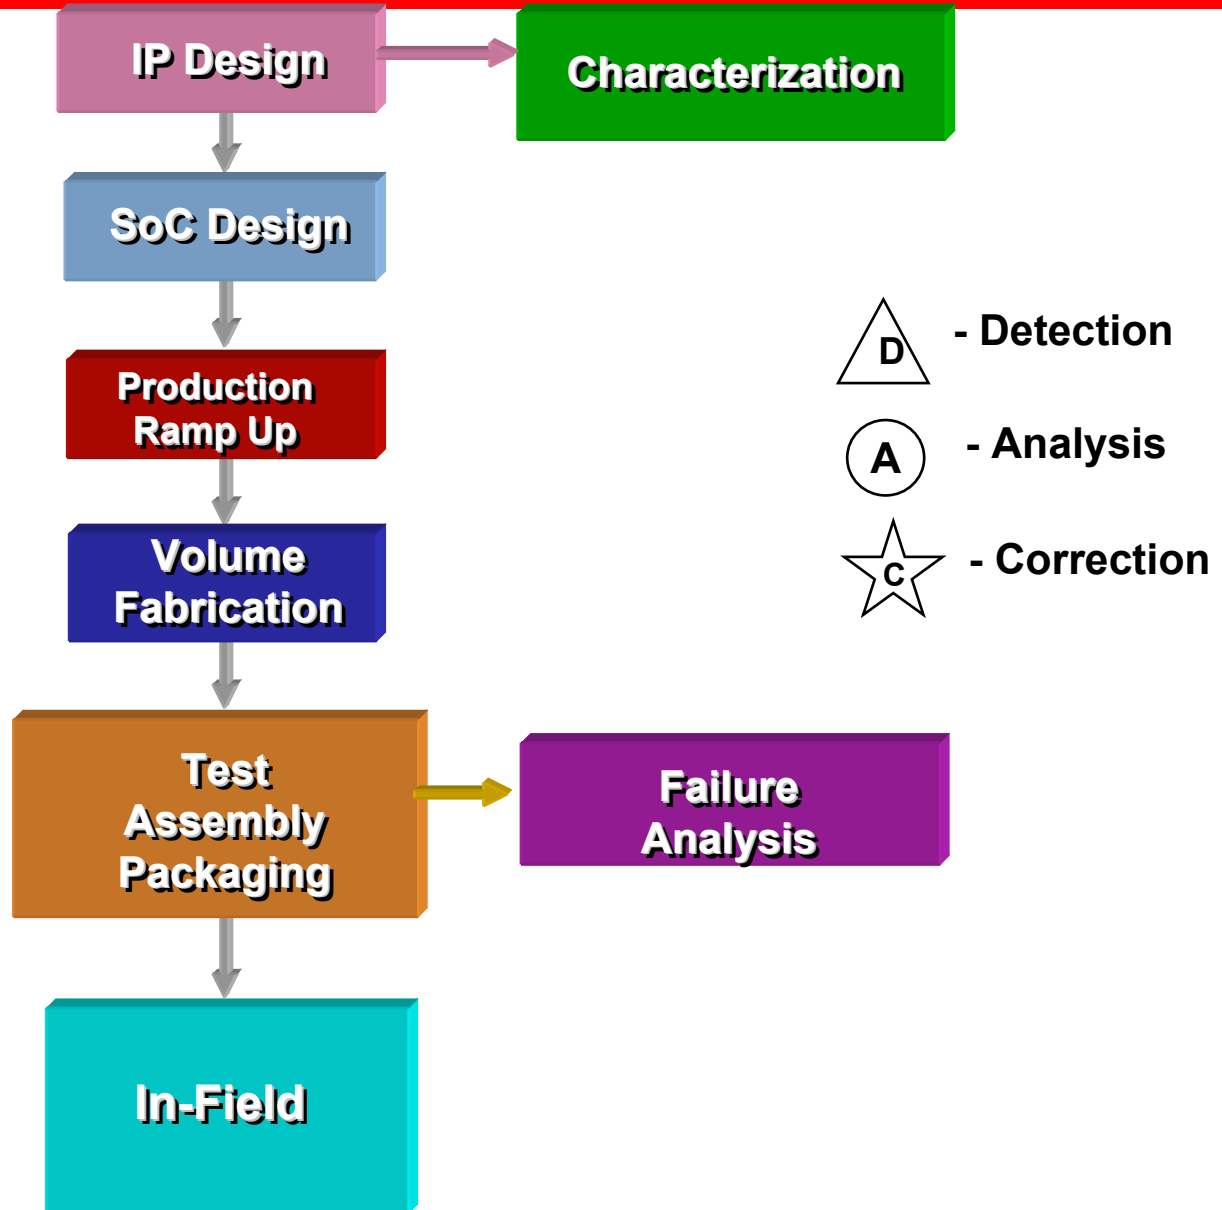 IP Design
Characterization
SoC Design
Production
Ramp Up
Volume
Fabrication
Test
Assembly
Packaging
Failure
Analysis
In-Field
D - Detection
A - Analysis
C - Correction